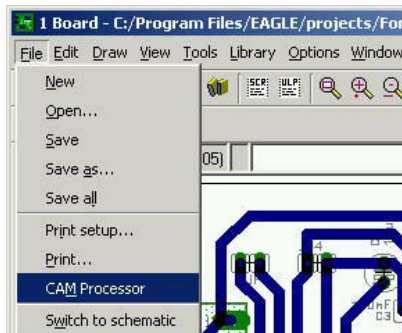 1 Board - C:/Program Files/EAGLE/projects/For
File Edit Draw View Tools Library Options Window
New
Open...
SCR ULP
Save
05)
Save as...
Save all
Print setup...
Print...
CAM Processor
Switch to schematic